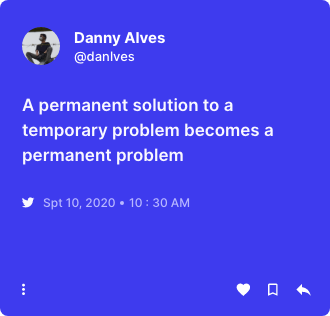 Danny Alves
@danlves
A permanent solution to a
temporary problem becomes a
permanent problem
Spt 10, 2020 • 10 : 30 AM